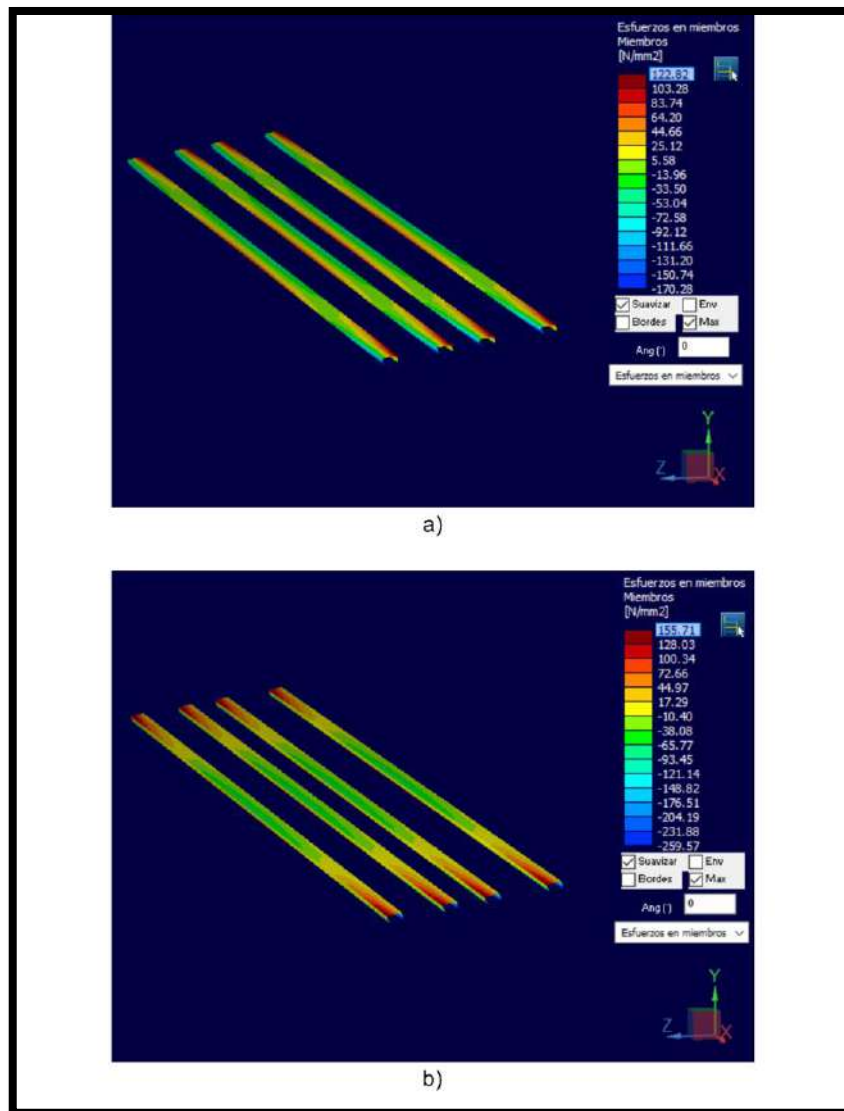 Esfuerzos en miembros
Miembros
[N/mm2]
122.82
103.28
83.74
64.20
44.66
25.12
5.58
-13.96
-33.50
-53.04
-72.58
-92.12
-111.66
-131.20
-150.74
-170.28
Suavizar Env
Bordes Max
Ang (°) 0
Esfuerzos en miembros
Y
Z X
a)
Esfuerzos en miembros
Miembros
[N/mm2]
155.71
128.03
100.34
72.66
44.97
17.29
-10.40
-38.08
-65.77
-93.45
-121.14
-148.82
-176.51
-204.19
-231.88
-259.57
Suavizar Env
Bordes Max
Ang (°) 0
Esfuerzos en miembros
Y
Z X
b)